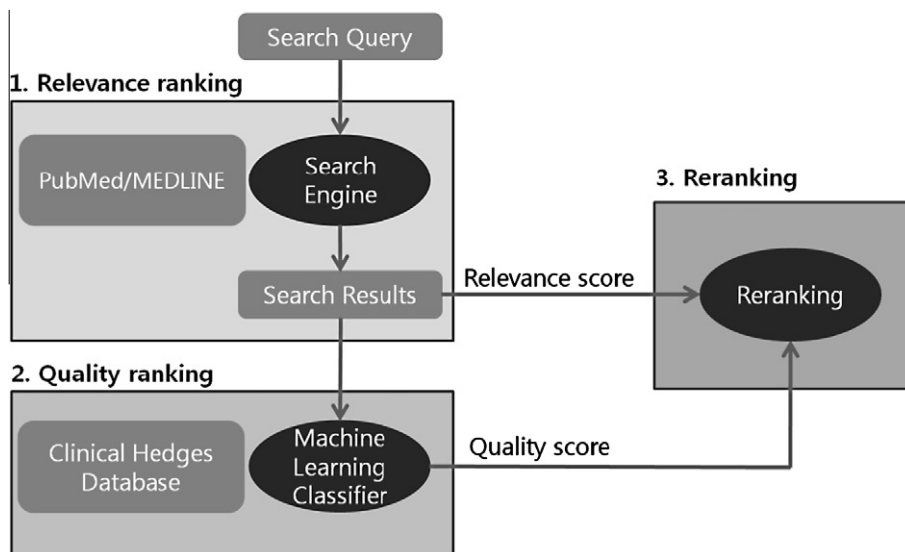 Search Query
1. Relevance ranking
PubMed/MEDLINE
Search
Engine
Search Results
Relevance score
3. Reranking
Reranking
2. Quality ranking
Clinical Hedges
Database
Machine
Learning
Classifier
Quality score